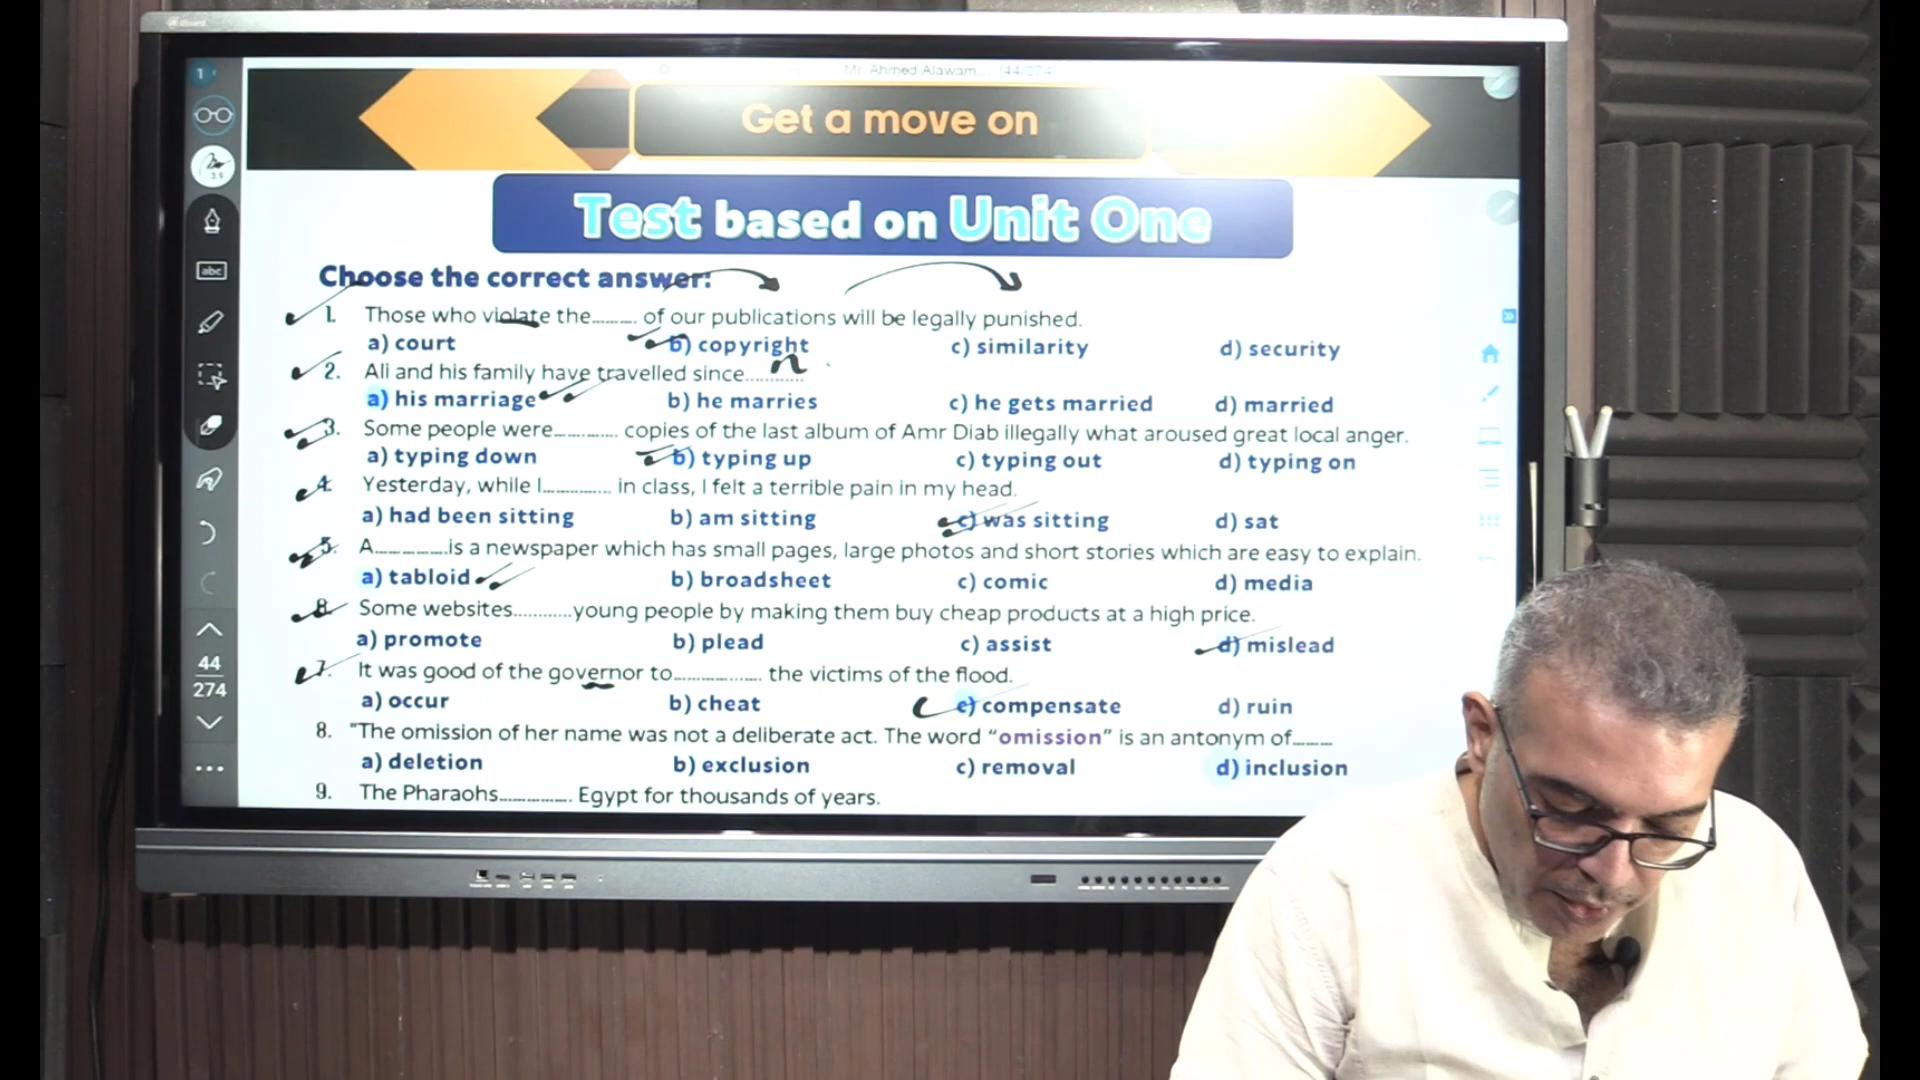 Mr. Ahmed Alawam... (44/274)
Get a move on
Test based on Unit One
Choose the correct answer:
1. Those who violate the.......... of our publications will be legally punished.
a) court b) copyright c) similarity d) security
2. Ali and his family have travelled since............. n
a) his marriage b) he marries c) he gets married d) married
3. Some people were............... copies of the last album of Amr Diab illegally what aroused great local anger.
a) typing down b) typing up c) typing out d) typing on
4. Yesterday, while I............... in class, I felt a terrible pain in my head.
a) had been sitting b) am sitting c) was sitting d) sat
5. A................is a newspaper which has small pages, large photos and short stories which are easy to explain.
a) tabloid b) broadsheet c) comic d) media
8. Some websites............young people by making them buy cheap products at a high price.
a) promote b) plead c) assist d) mislead
7. It was good of the governor to.................. the victims of the flood.
a) occur b) cheat c) compensate d) ruin
8. "The omission of her name was not a deliberate act. The word "omission" is an antonym of........
a) deletion b) exclusion c) removal d) inclusion
9. The Pharaohs............... Egypt for thousands of years.
1
abc
44
274